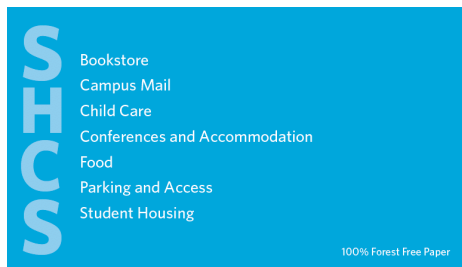 SHCS
Bookstore
Campus Mail
Child Care
Conferences and Accommodation
Food
Parking and Access
Student Housing
100% Forest Free Paper